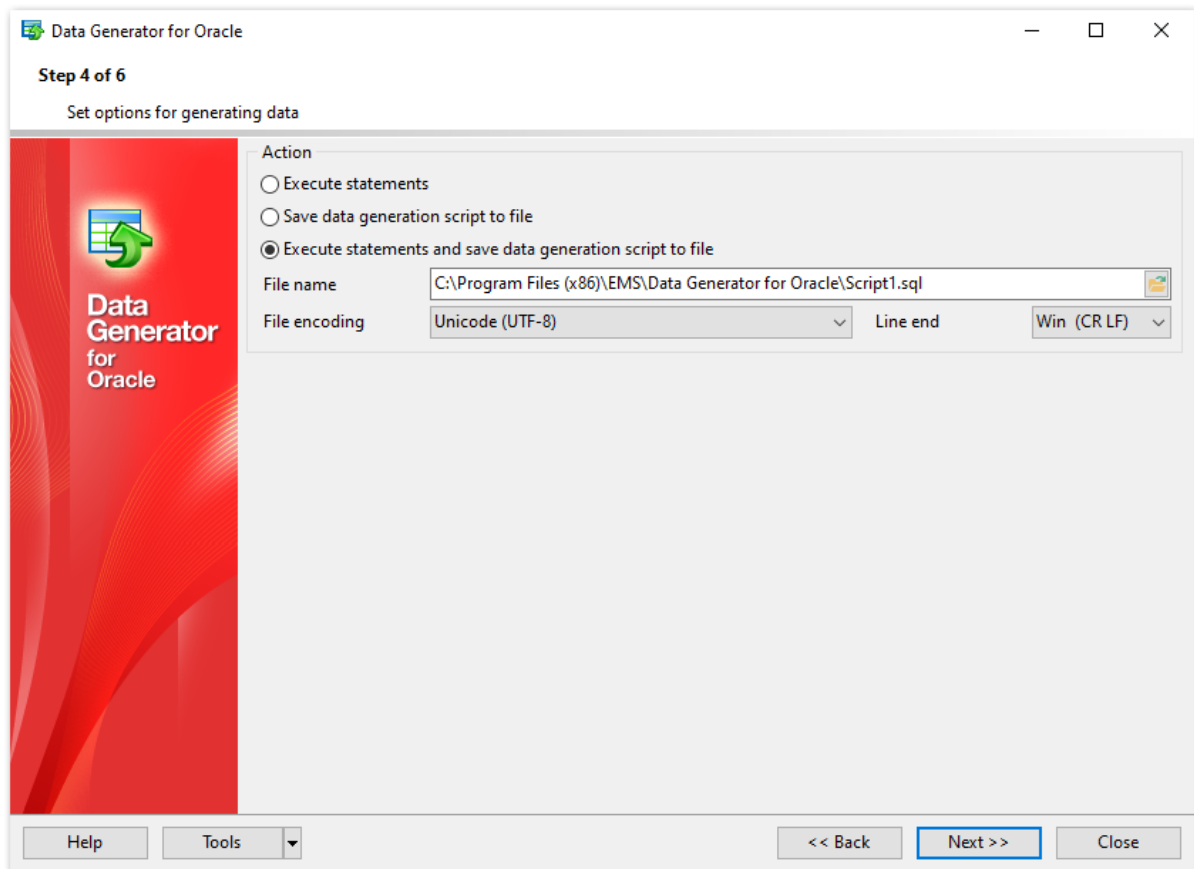 Data Generator for Oracle
Step 4 of 6
Set options for generating data
Action
Execute statements
Save data generation script to file
Execute statements and save data generation script to file
File name C:\Program Files (x86)\EMS\Data Generator for Oracle\Script1.sql
File encoding Unicode (UTF-8) Line end Win (CR LF)
Data
Generator
for
Oracle
Help Tools << Back Next >> Close